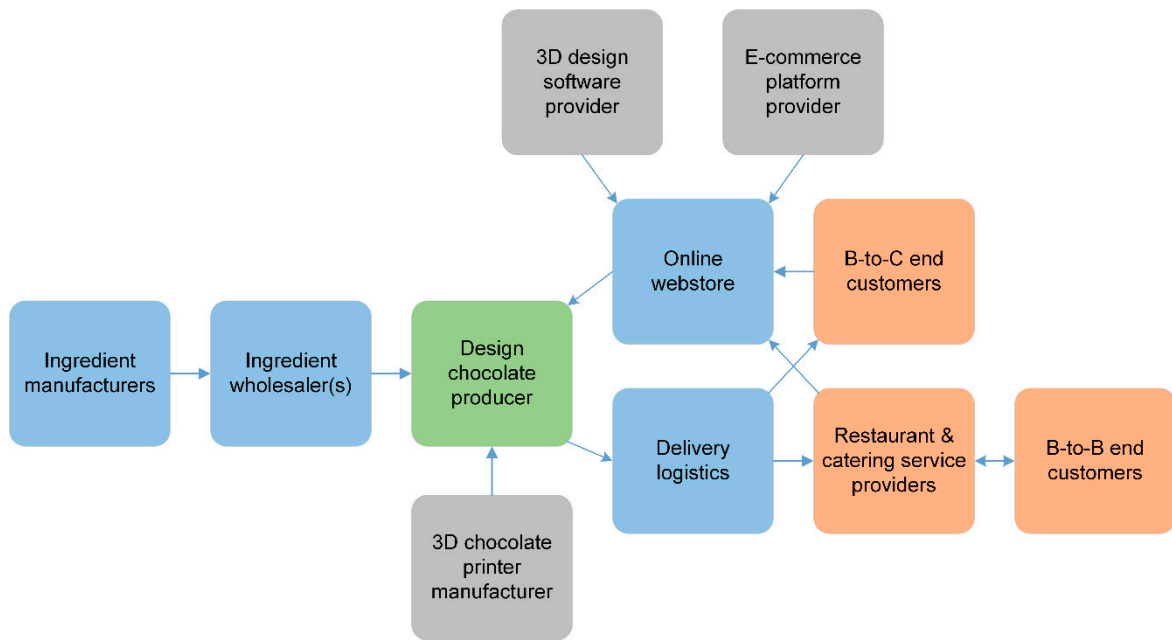 3D design
software
provider
E-commerce
platform
provider
Online
webstore
B-to-C end
customers
Ingredient
manufacturers
Ingredient
wholesaler(s)
Design
chocolate
producer
Delivery
logistics
Restaurant &
catering service
providers
B-to-B end
customers
3D chocolate
printer
manufacturer